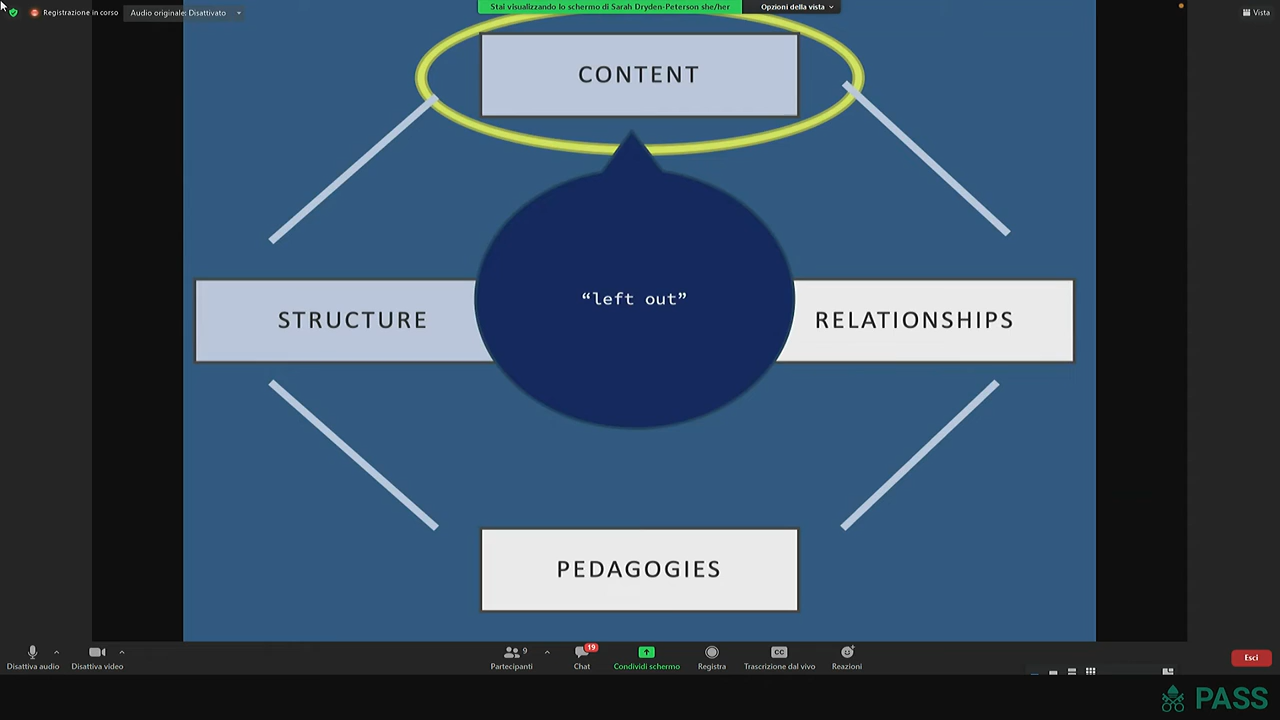 Registrazione in corso
Audio originale: Disattivato
Stai visualizzando lo schermo di Sarah Dryden-Peterson she/her
Opzioni della vista
Vista
CONTENT
“left out”
STRUCTURE
RELATIONSHIPS
PEDAGOGIES
Disattiva audio
Disattiva video
9
Partecipanti
19
Chat
Condividi schermo
Registra
CC
Trascrizione dal vivo
Reazioni
Esci
PASS